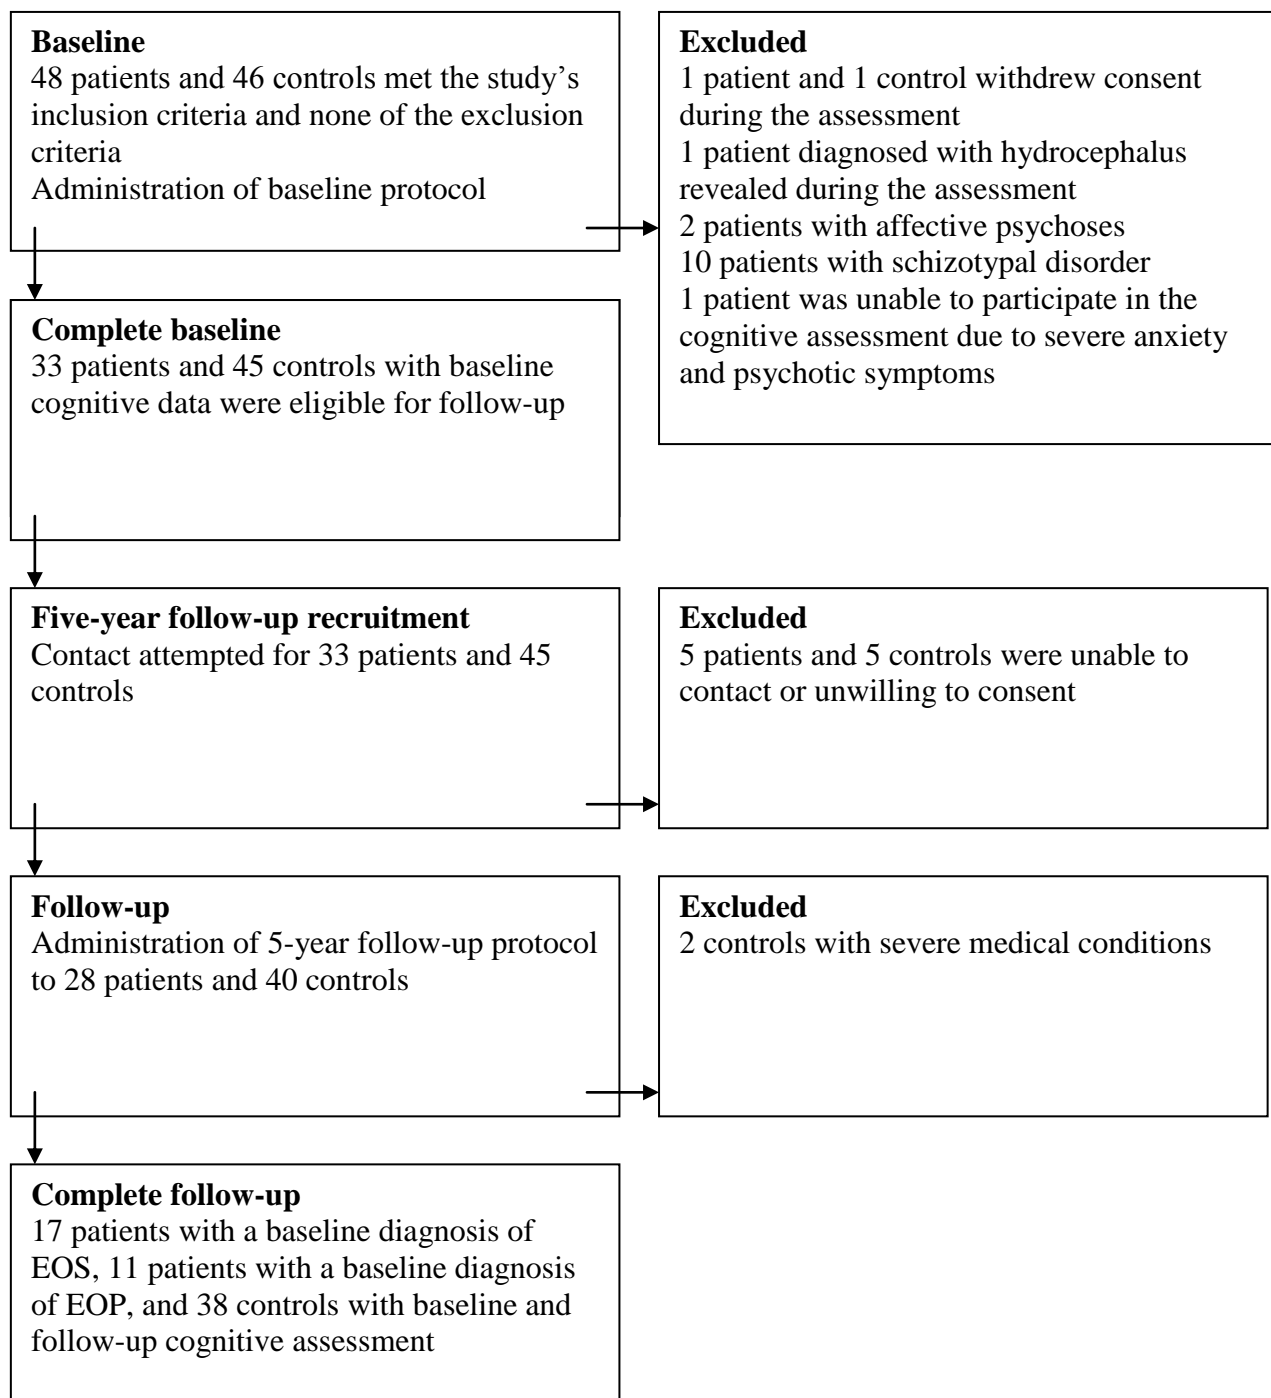 Baseline
48 patients and 46 controls met the study’s
inclusion criteria and none of the exclusion
criteria
Administration of baseline protocol
Excluded
1 patient and 1 control withdrew consent
during the assessment
1 patient diagnosed with hydrocephalus
revealed during the assessment
2 patients with affective psychoses
10 patients with schizotypal disorder
1 patient was unable to participate in the
cognitive assessment due to severe anxiety
and psychotic symptoms
Complete baseline
33 patients and 45 controls with baseline
cognitive data were eligible for follow-up
Five-year follow-up recruitment
Contact attempted for 33 patients and 45
controls
Excluded
5 patients and 5 controls were unable to
contact or unwilling to consent
Follow-up
Administration of 5-year follow-up protocol
to 28 patients and 40 controls
Excluded
2 controls with severe medical conditions
Complete follow-up
17 patients with a baseline diagnosis of
EOS, 11 patients with a baseline diagnosis
of EOP, and 38 controls with baseline and
follow-up cognitive assessment